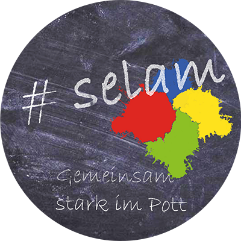 # selam
Gemeinsam
stark im Pott